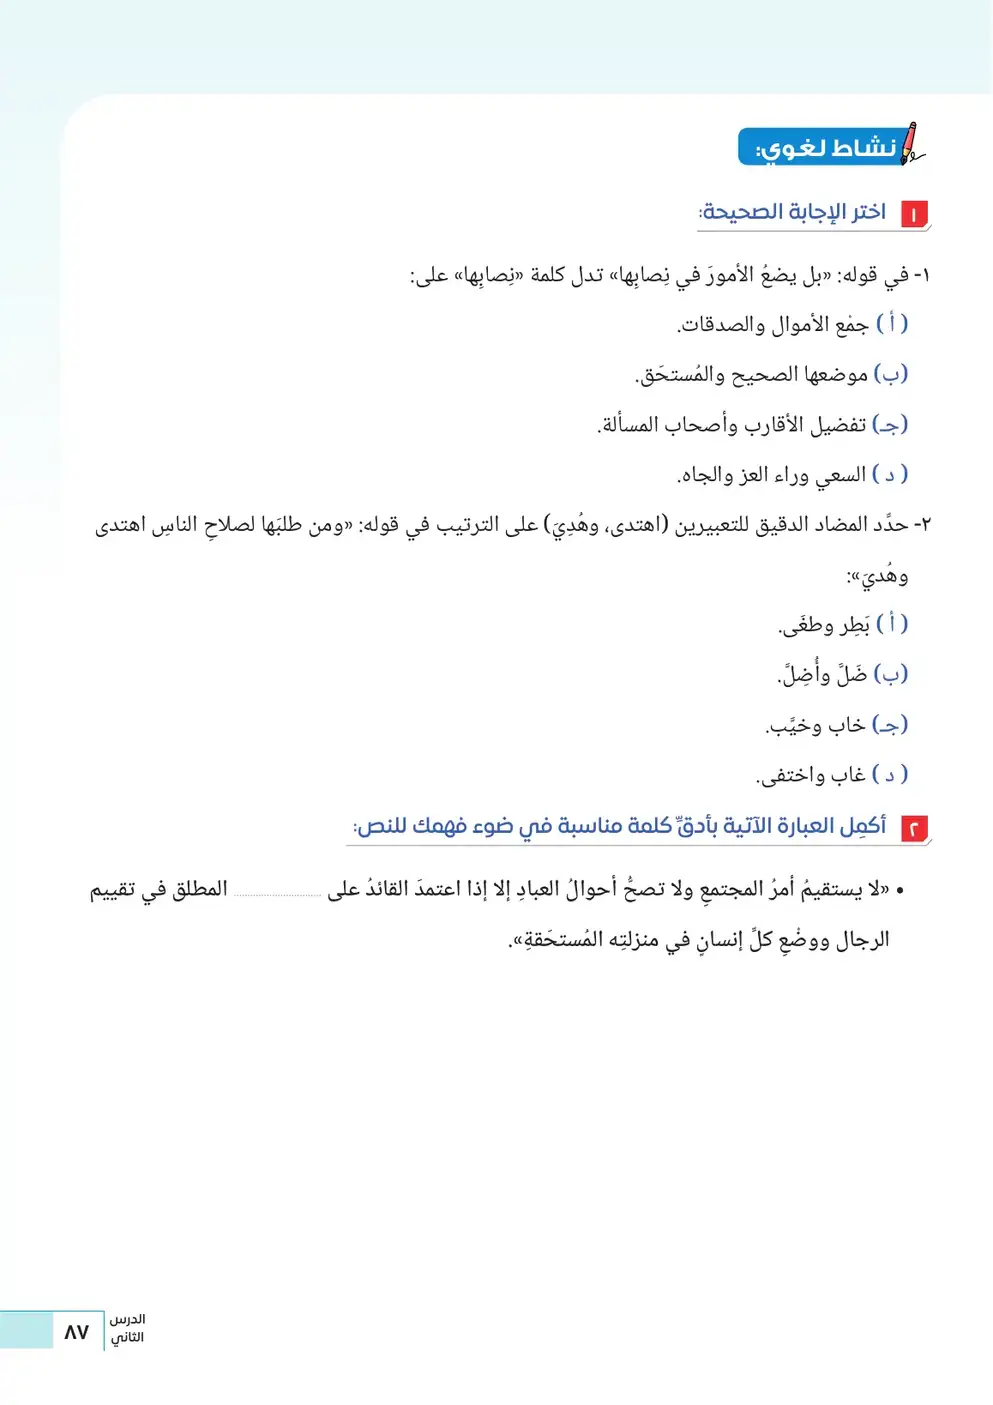 نشاط لغوي:
١ اختر الإجابة الصحيحة:
١- في قوله: «بل يضعُ الأمورَ في نِصابِها» تدل كلمة «نِصابِها» على:
( أ ) جمْع الأموال والصدقات.
(ب) موضعها الصحيح والمُستحَق.
(جـ) تفضيل الأقارب وأصحاب المسألة.
( د ) السعي وراء العز والجاه.
٢- حدَّد المضاد الدقيق للتعبيرين (اهتدى، وهُدِيَ) على الترتيب في قوله: «ومن طلبَها لصلاحِ الناسِ اهتدى
وهُديَ»:
( أ ) بَطِر وطغَى.
(ب) ضَلَّ وأُضِلَّ.
(جـ) خاب وخيَّب.
( د ) غاب واختفى.
٢ أكمِل العبارة الآتية بأدقِّ كلمة مناسبة في ضوء فهمك للنص:
• «لا يستقيمُ أمرُ المجتمعِ ولا تصحُّ أحوالُ العبادِ إلا إذا اعتمدَ القائدُ على ........................ المطلق في تقييم
الرجال ووضْعِ كلِّ إنسانٍ في منزلتِه المُستحَقةِ».
الدرس
الثاني
٨٧